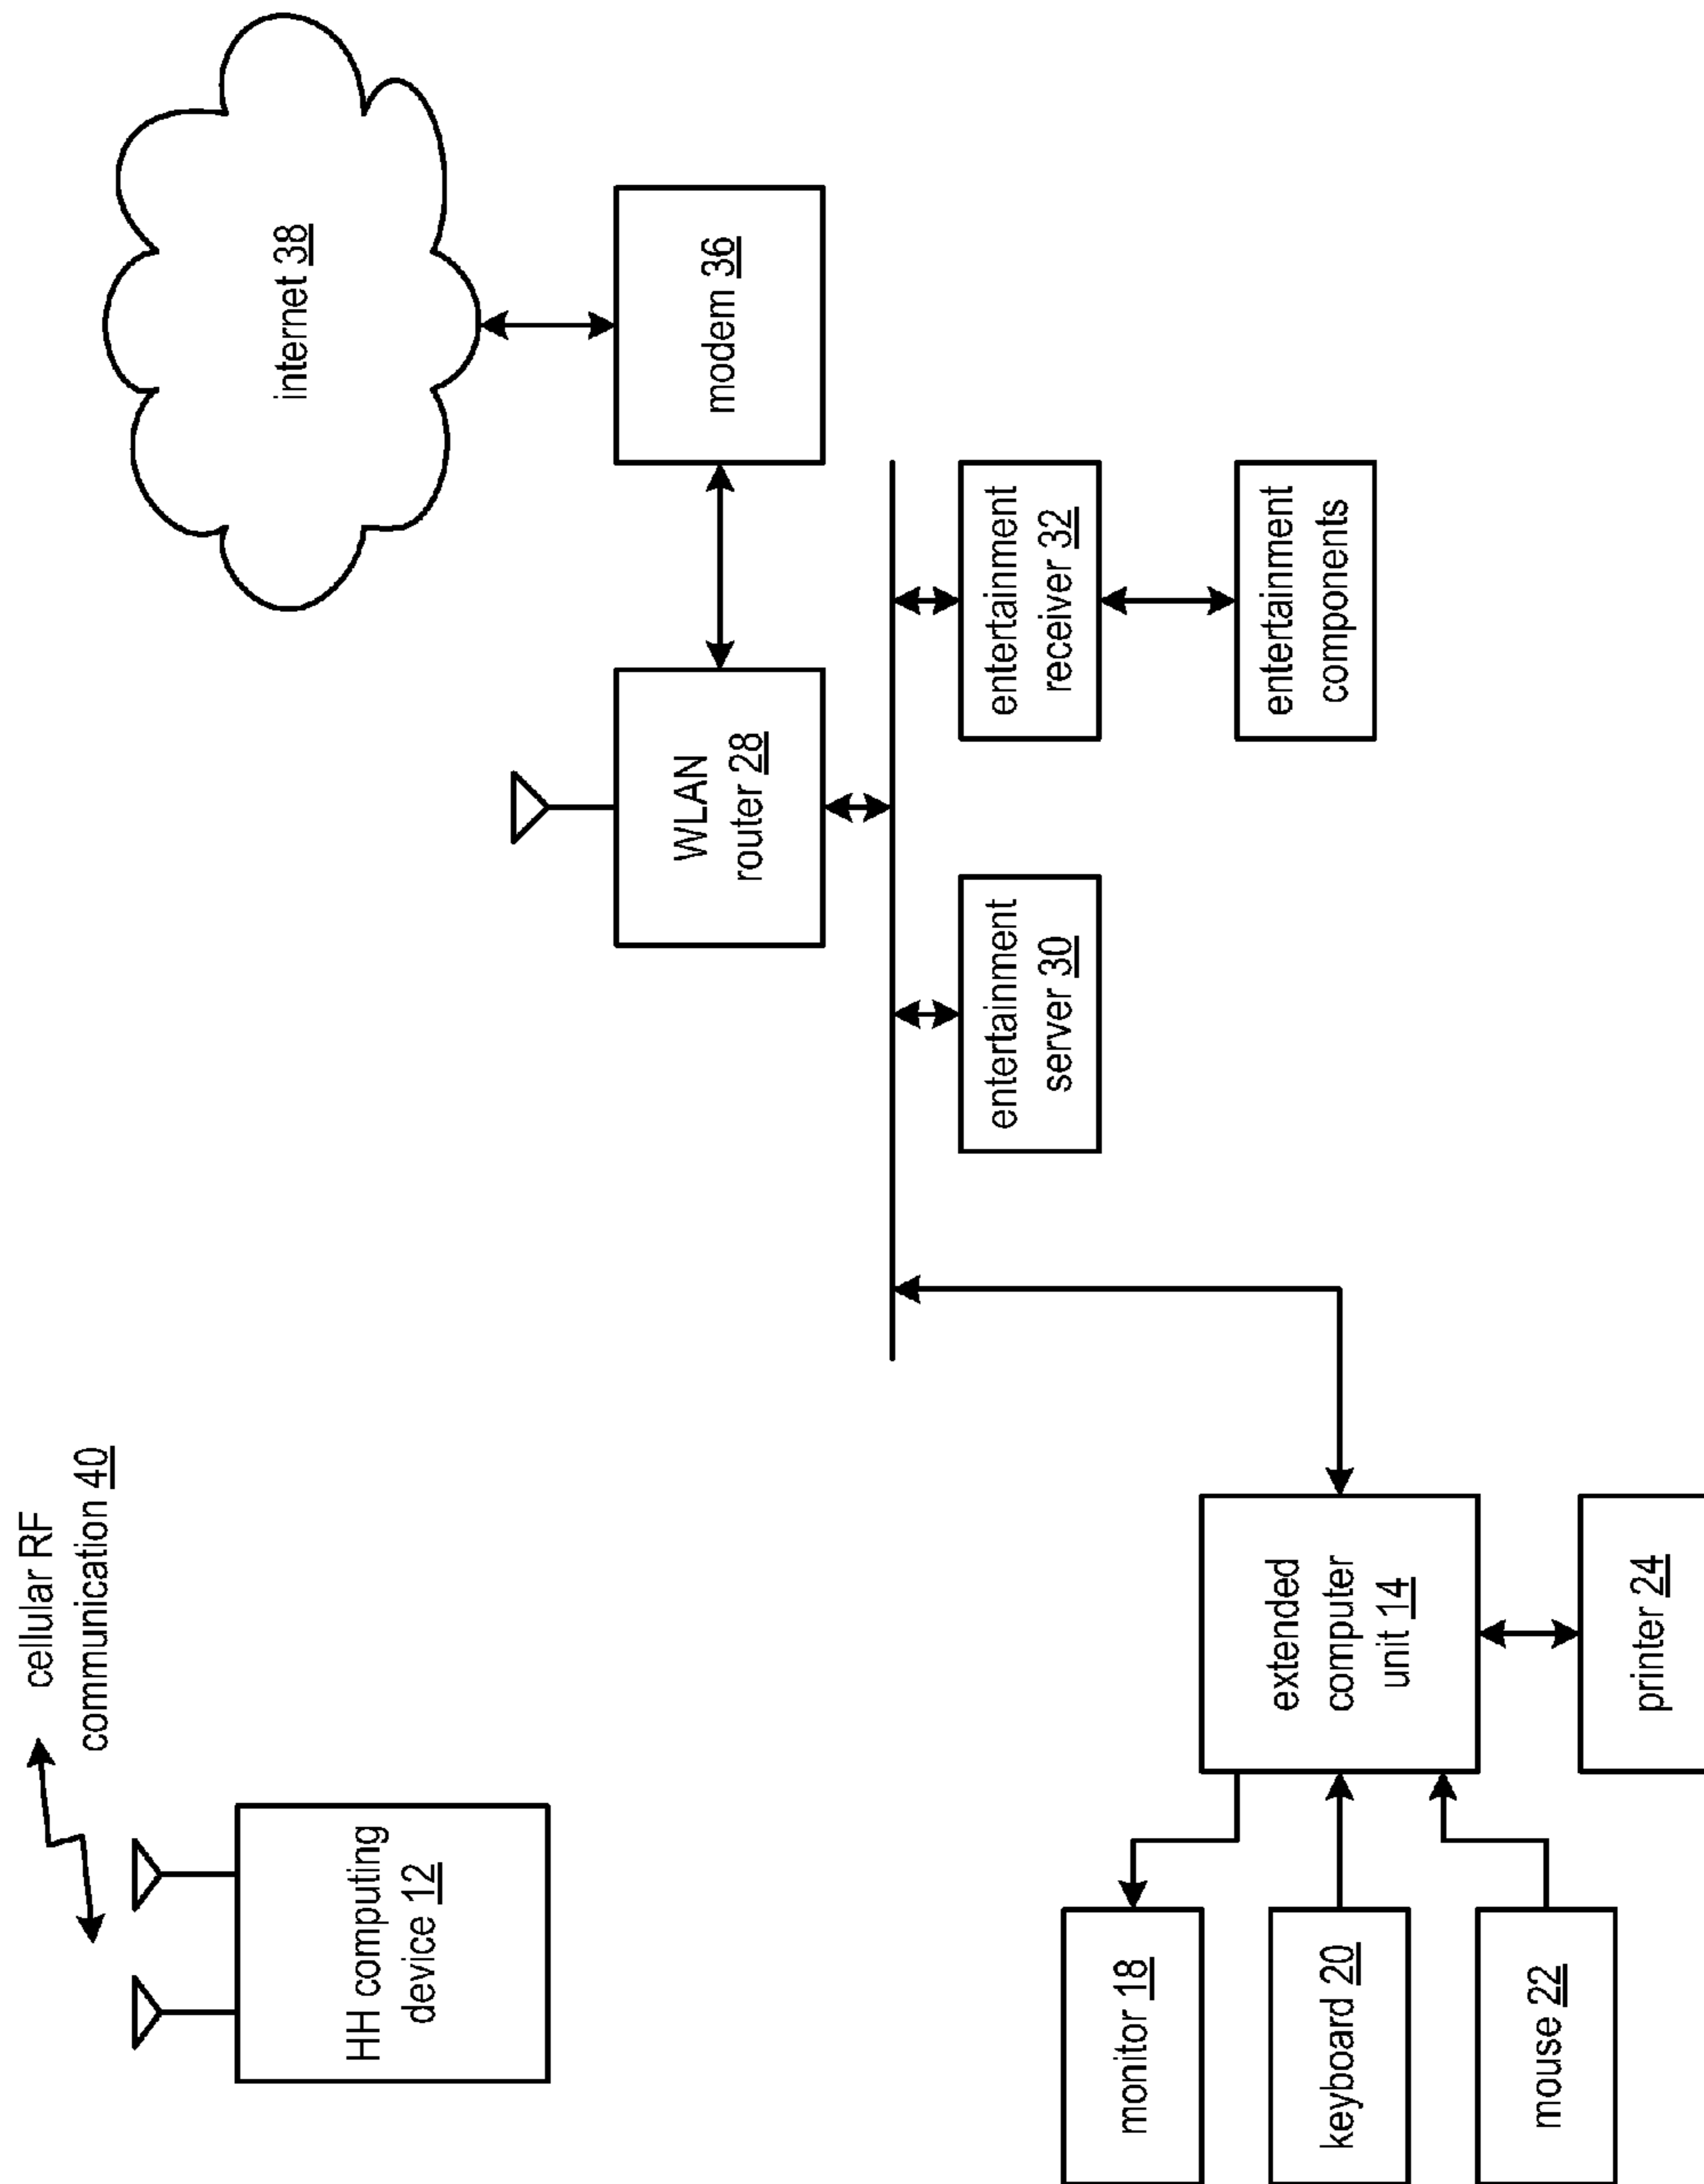 cellular RF
communication 40
HH computing
device 12
internet 38
WLAN
router 28
modem 36
entertainment
server 30
entertainment
receiver 32
entertainment
components
extended
computer
unit 14
monitor 18
keyboard 20
mouse 22
printer 24